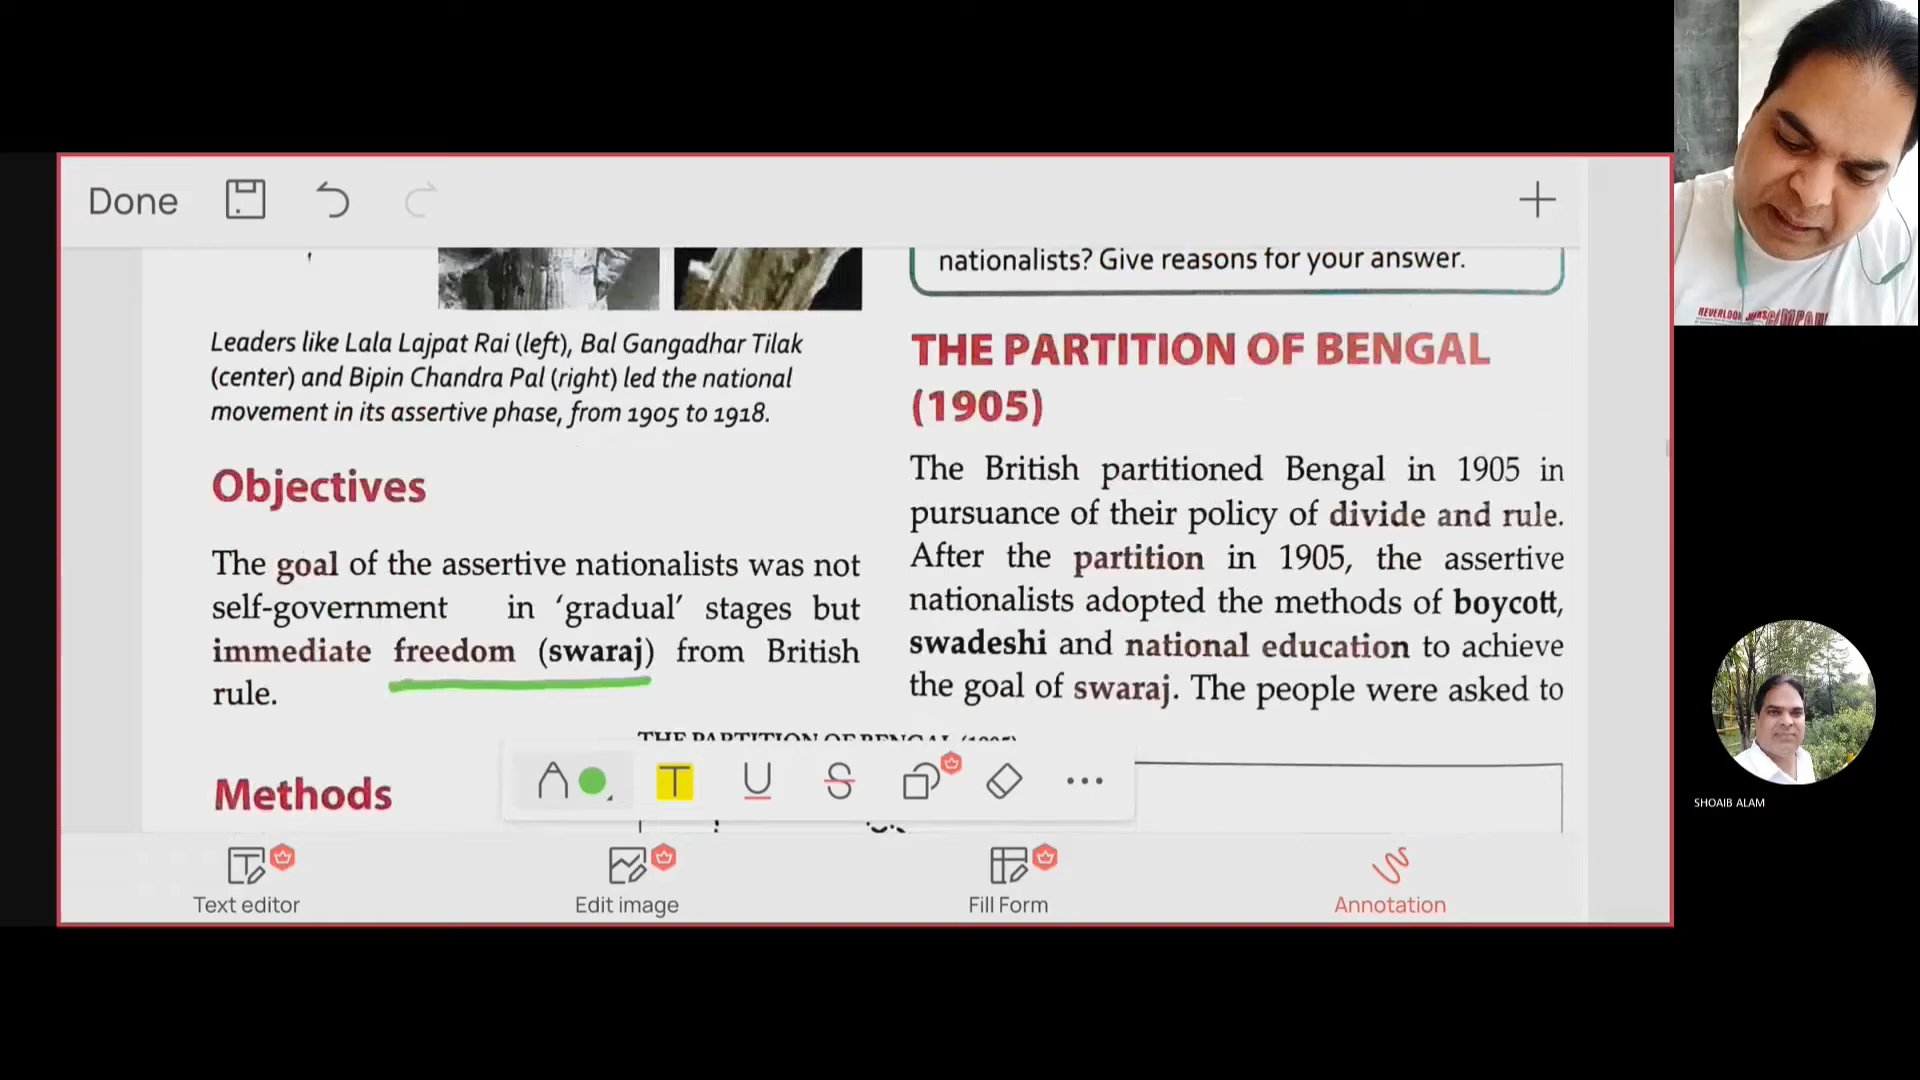 Done
nationalists? Give reasons for your answer.
Leaders like Lala Lajpat Rai (left), Bal Gangadhar Tilak
(center) and Bipin Chandra Pal (right) led the national
movement in its assertive phase, from 1905 to 1918.
Objectives
The goal of the assertive nationalists was not
self-government in ‘gradual’ stages but
immediate freedom (swaraj) from British
rule.
Methods
THE PARTITION OF BENGAL
(1905)
The British partitioned Bengal in 1905 in
pursuance of their policy of divide and rule.
After the partition in 1905, the assertive
nationalists adopted the methods of boycott,
swadeshi and national education to achieve
the goal of swaraj. The people were asked to
THE PARTITION OF BENGAL (1905)
T U S
Text editor
Edit image
Fill Form
Annotation
SHOAIB ALAM